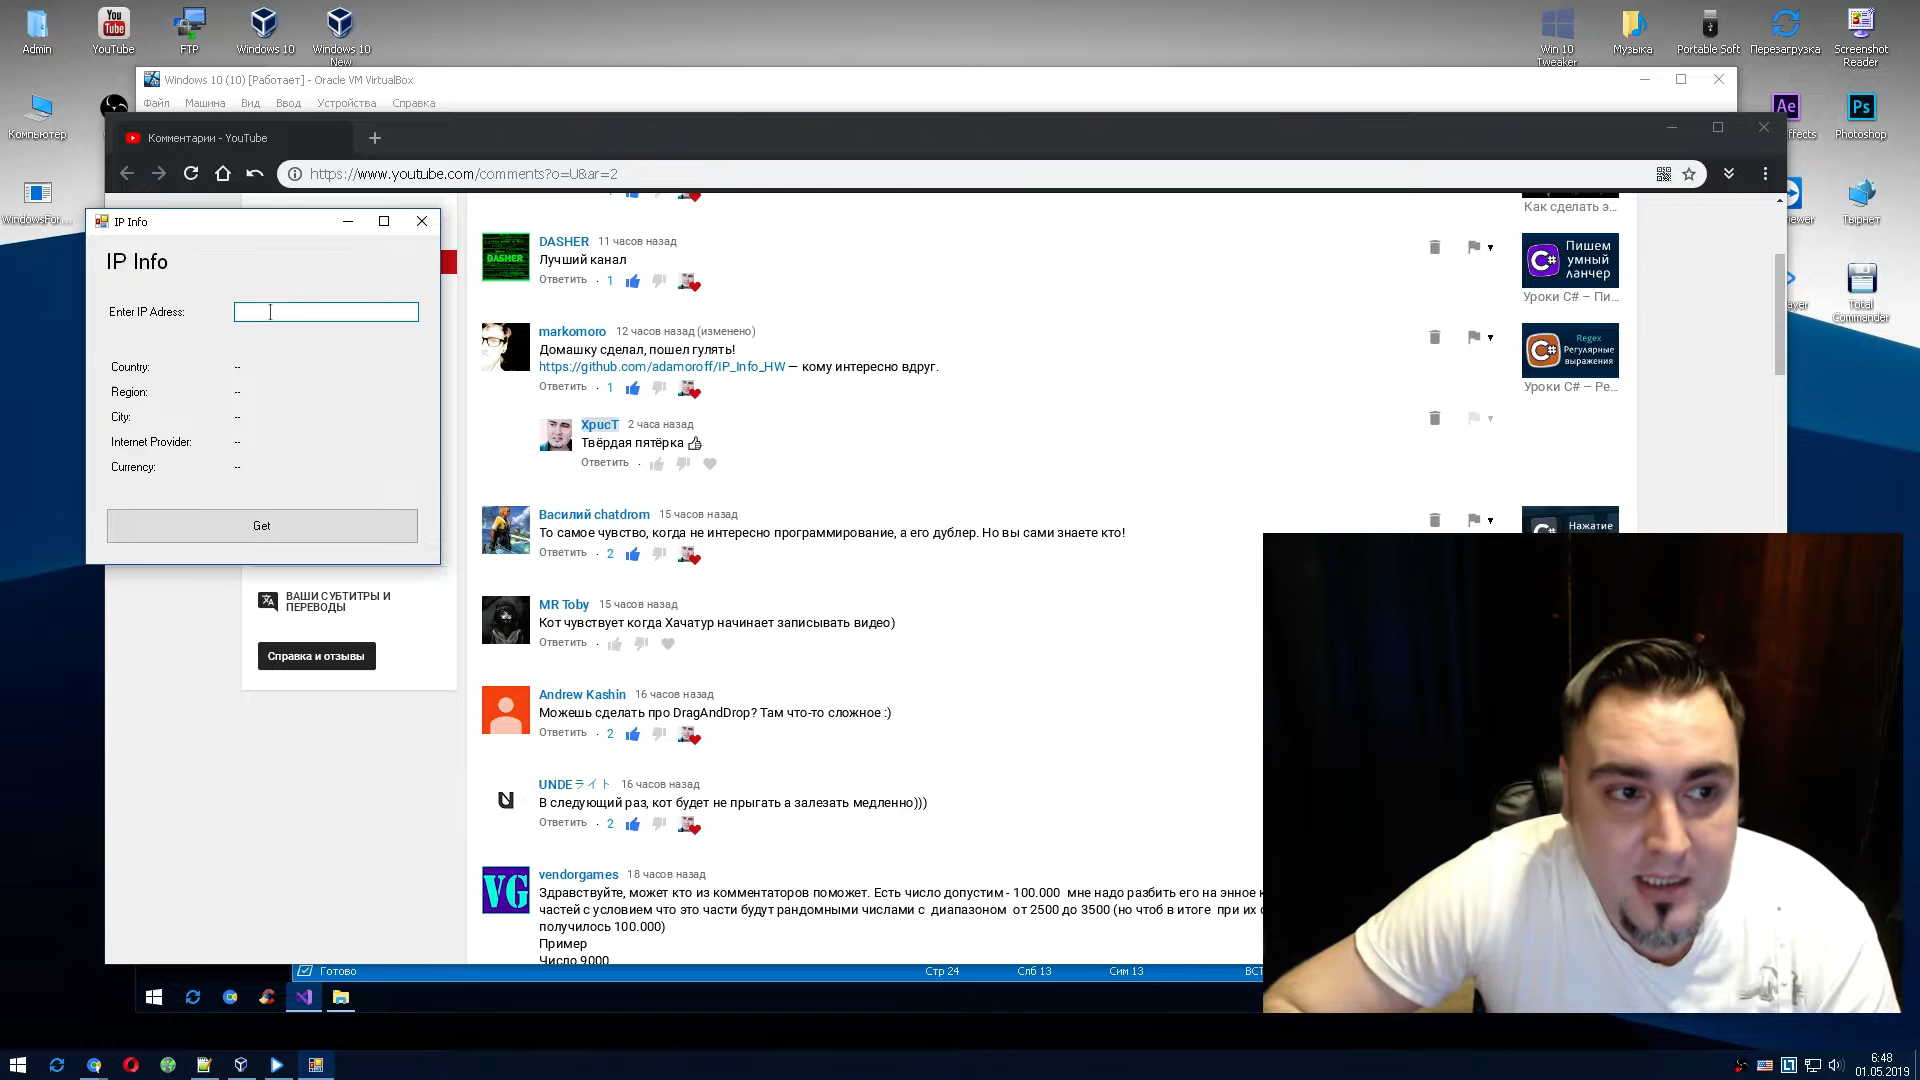 Admin
YouTube
FTP
Windows 10
Windows 10 New
Win 10 Tweaker
Музыка
Portable Soft
Перезагрузка
Screenshot Reader
Компьютер
WindowsFor...
Photoshop
Тырнет
Total Commander
Windows 10 (10) [Работает] - Oracle VM VirtualBox
Файл Машина Вид Ввод Устройства Справка
Комментарии - YouTube
https://www.youtube.com/comments?o=U&ar=2
IP Info
IP Info
Enter IP Adress:
Country: --
Region: --
City: --
Internet Provider: --
Currency: --
Get
ВАШИ СУБТИТРЫ И
ПЕРЕВОДЫ
Справка и отзывы
DASHER 11 часов назад
Лучший канал
Ответить · 1
markomoro 12 часов назад (изменено)
Домашку сделал, пошел гулять!
https://github.com/adamoroff/IP_Info_HW — кому интересно вдруг.
Ответить · 1
ХрисТ 2 часа назад
Твёрдая пятёрка
Ответить ·
Василий chatdrom 15 часов назад
То самое чувство, когда не интересно программирование, а его дублер. Но вы сами знаете кто!
Ответить · 2
MR Toby 15 часов назад
Кот чувствует когда Хачатур начинает записывать видео)
Ответить ·
Andrew Kashin 16 часов назад
Можешь сделать про DragAndDrop? Там что-то сложное :)
Ответить · 2
UNDEライト 16 часов назад
В следующий раз, кот будет не прыгать а залезать медленно)))
Ответить · 2
vendorgames 18 часов назад
Здравствуйте, может кто из комментаторов поможет. Есть число допустим - 100.000 мне надо разбить его на энное к
частей с условием что это части будут рандомными числами с диапазоном от 2500 до 3500 (но чтоб в итоге при их с
получилось 100.000)
Пример
Число 9000
Как сделать э...
Пишем
умный
ланчер
Уроки C# – Пи...
Regex
Регулярные
выражения
Уроки C# – Ре...
Нажатие
Готово
Стр 24 Слб 13 Сим 13 ВСТ
6:48
01.05.2019